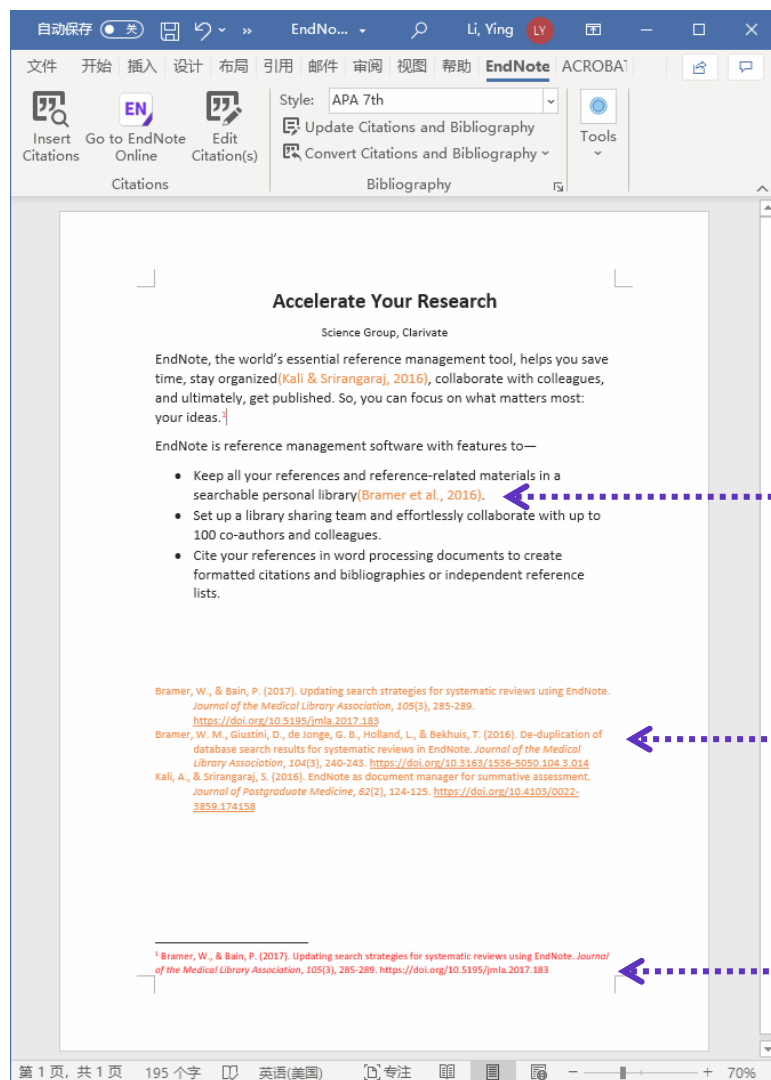 自动保存 关 » EndNo... Li, Ying LY
文件 开始 插入 设计 布局 引用 邮件 审阅 视图 帮助 EndNote ACROBAT
Insert Citations
EN Go to EndNote Online
Edit Citation(s)
Citations
Style: APA 7th
Update Citations and Bibliography
Convert Citations and Bibliography
Bibliography
Tools
Accelerate Your Research
Science Group, Clarivate
EndNote, the world's essential reference management tool, helps you save
time, stay organized(Kali & Srirangaraj, 2016), collaborate with colleagues,
and ultimately, get published. So, you can focus on what matters most:
your ideas.1
EndNote is reference management software with features to—
• Keep all your references and reference-related materials in a
searchable personal library(Bramer et al., 2016).
• Set up a library sharing team and effortlessly collaborate with up to
100 co-authors and colleagues.
• Cite your references in word processing documents to create
formatted citations and bibliographies or independent reference
lists.
Bramer, W., & Bain, P. (2017). Updating search strategies for systematic reviews using EndNote.
Journal of the Medical Library Association, 105(3), 285-289.
https://doi.org/10.5195/jmla.2017.183
Bramer, W. M., Giustini, D., de Jonge, G. B., Holland, L., & Bekhuis, T. (2016). De-duplication of
database search results for systematic reviews in EndNote. Journal of the Medical
Library Association, 104(3), 240-243. https://doi.org/10.3163/1536-5050.104.3.014
Kali, A., & Srirangaraj, S. (2016). EndNote as document manager for summative assessment.
Journal of Postgraduate Medicine, 62(2), 124-125. https://doi.org/10.4103/0022-
3859.174158
1 Bramer, W., & Bain, P. (2017). Updating search strategies for systematic reviews using EndNote. Journal
of the Medical Library Association, 105(3), 285-289. https://doi.org/10.5195/jmla.2017.183
第 1 页, 共 1 页 195 个字 英语(美国) 专注 70%